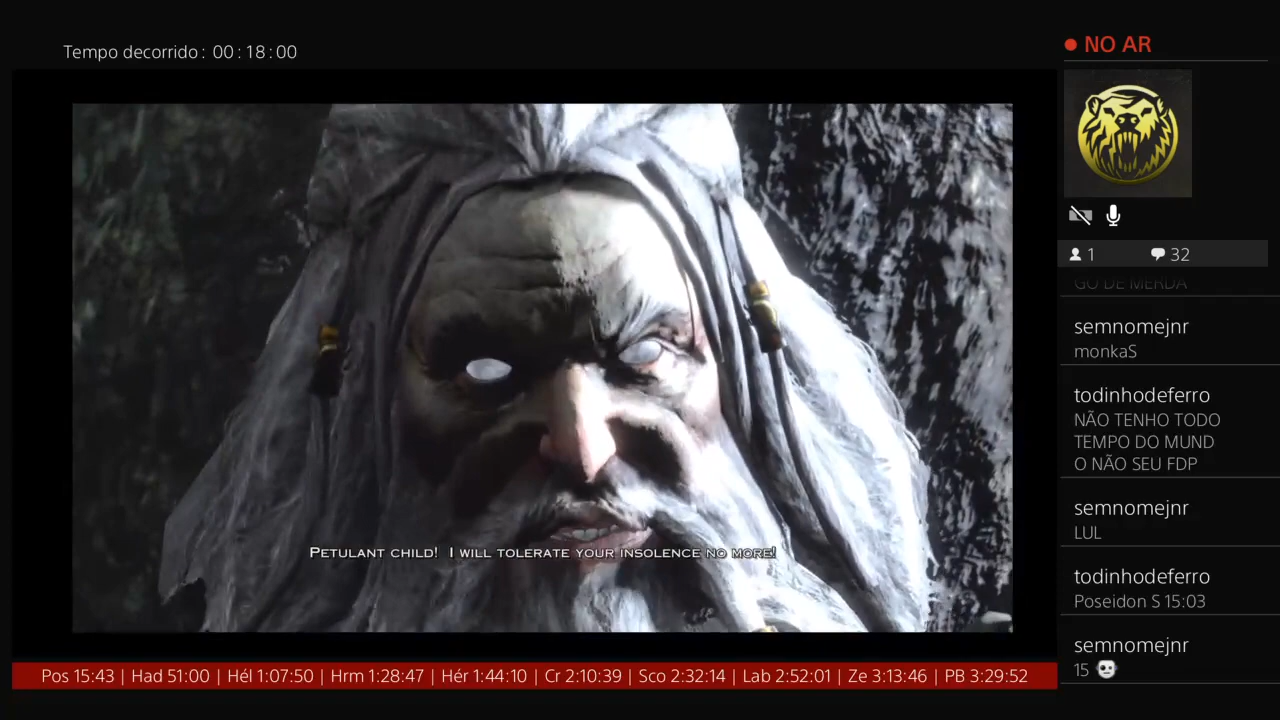 Tempo decorrido: 00:18:00
NO AR
1 32
GO DE MERDA
semnomejnr
monkaS
todinhodeferro
NÃO TENHO TODO
TEMPO DO MUND
O NÃO SEU FDP
semnomejnr
LUL
todinhodeferro
Poseidon S 15:03
semnomejnr
15
Petulant child! I will tolerate your insolence no more!
Pos 15:43 | Had 51:00 | Hél 1:07:50 | Hrm 1:28:47 | Hér 1:44:10 | Cr 2:10:39 | Sco 2:32:14 | Lab 2:52:01 | Ze 3:13:46 | PB 3:29:52